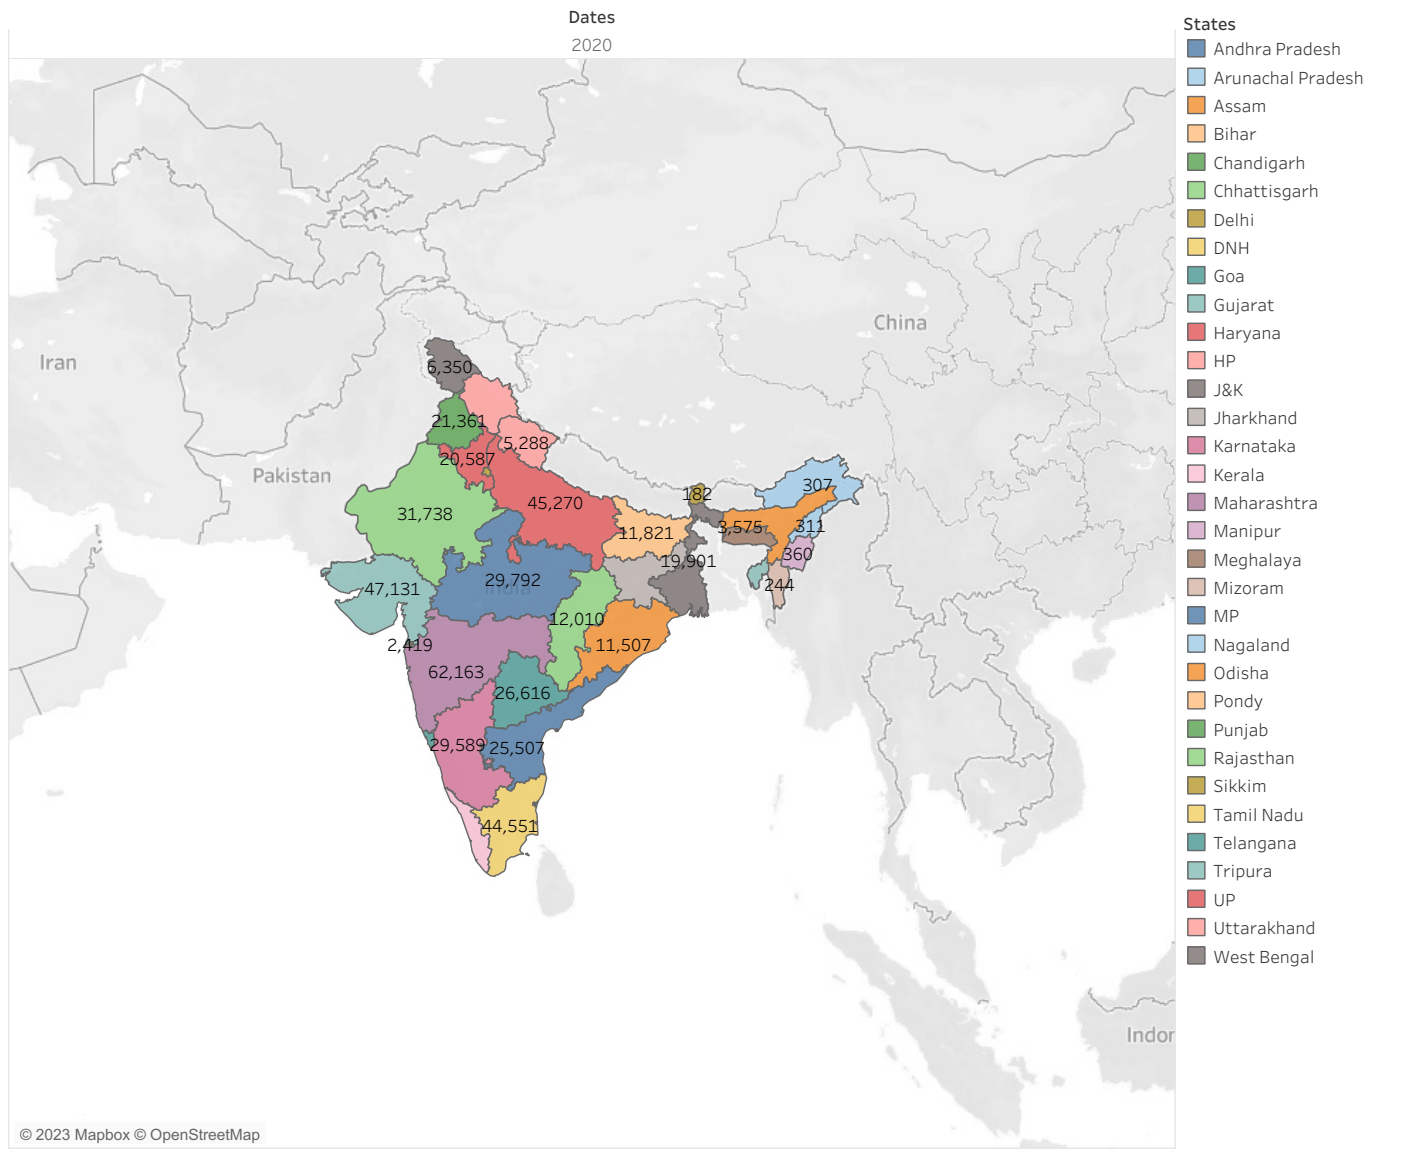 Dates
2020
States
Andhra Pradesh
Arunachal Pradesh
Assam
Bihar
Chandigarh
Chhattisgarh
Delhi
DNH
Goa
Gujarat
Haryana
HP
J&K
Jharkhand
Karnataka
Kerala
Maharashtra
Manipur
Meghalaya
Mizoram
MP
Nagaland
Odisha
Pondy
Punjab
Rajasthan
Sikkim
Tamil Nadu
Telangana
Tripura
UP
Uttarakhand
West Bengal
China
Iran
6,350
21,361
5,288
20,587
Pakistan
307
182
45,270
31,738
3,575
311
11,821
360
19,901
29,792
India
244
47,131
12,010
2,419
11,507
62,163
26,616
29,589
25,507
44,551
Indor
© 2023 Mapbox © OpenStreetMap